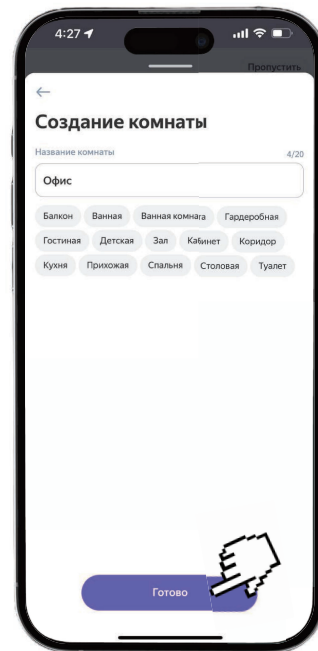 4:27
Пропустить
Создание комнаты
Название комнаты 4/20
Офис
Балкон Ванная Ванная комната Гардеробная
Гостиная Детская Зал Кабинет Коридор
Кухня Прихожая Спальня Столовая Туалет
Готово